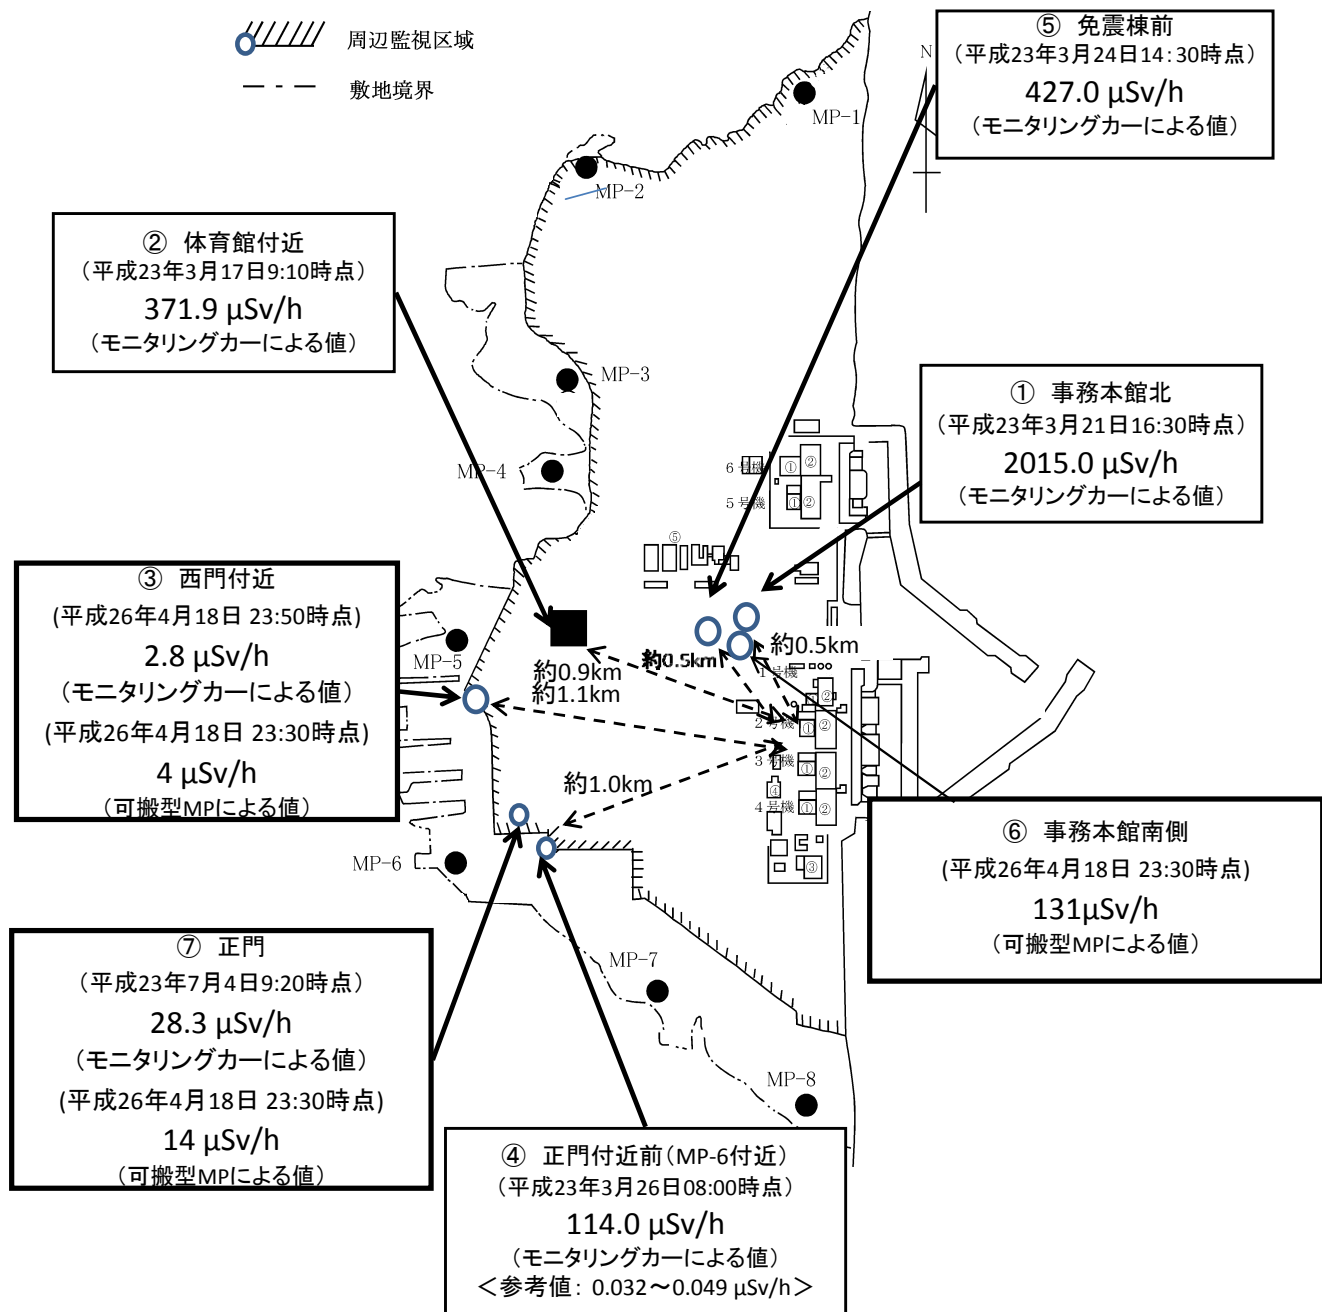 周辺監視区域
敷地境界
⑤ 免震棟前
（平成23年3月24日14:30時点）
427.0 μSv/h
（モニタリングカーによる値）
N
MP-1
MP-2
② 体育館付近
（平成23年3月17日9:10時点）
371.9 μSv/h
（モニタリングカーによる値）
MP-3
① 事務本館北
（平成23年3月21日16:30時点）
2015.0 μSv/h
（モニタリングカーによる値）
MP-4
6号機
① ②
5号機
① ②
⑤
③ 西門付近
(平成26年4月18日 23:50時点)
2.8 μSv/h
（モニタリングカーによる値）
(平成26年4月18日 23:30時点)
4 μSv/h
（可搬型MPによる値）
MP-5
約0.9km
約1.1km
約0.5km
約0.5km
1号機
②
2号機
① ②
3号機
① ②
④
4号機
① ②
③
約1.0km
MP-6
⑥ 事務本館南側
(平成26年4月18日 23:30時点)
131μSv/h
（可搬型MPによる値）
⑦ 正門
（平成23年7月4日9:20時点）
28.3 μSv/h
（モニタリングカーによる値）
(平成26年4月18日 23:30時点)
14 μSv/h
（可搬型MPによる値）
MP-7
MP-8
④ 正門付近前（MP-6付近）
（平成23年3月26日08:00時点）
114.0 μSv/h
（モニタリングカーによる値）
＜参考値： 0.032～0.049 μSv/h＞